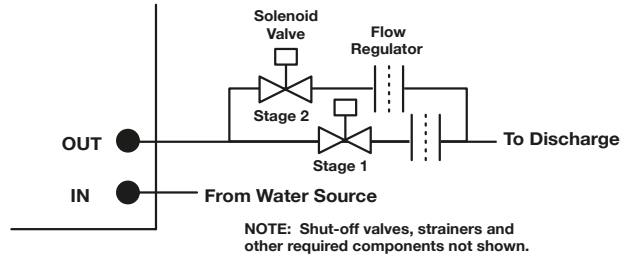 Solenoid
Valve
Flow
Regulator
Stage 2
OUT
To Discharge
Stage 1
IN
From Water Source
NOTE: Shut-off valves, strainers and
other required components not shown.